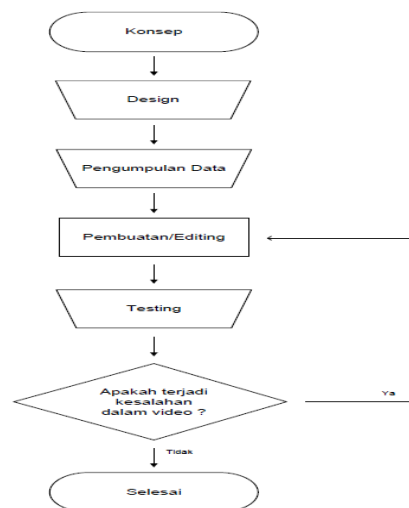 Konsep
Design
Pengumpulan Data
Pembuatan/Editing
Testing
Apakah terjadi
kesalahan
dalam video ?
Ya
Tidak
Selesai